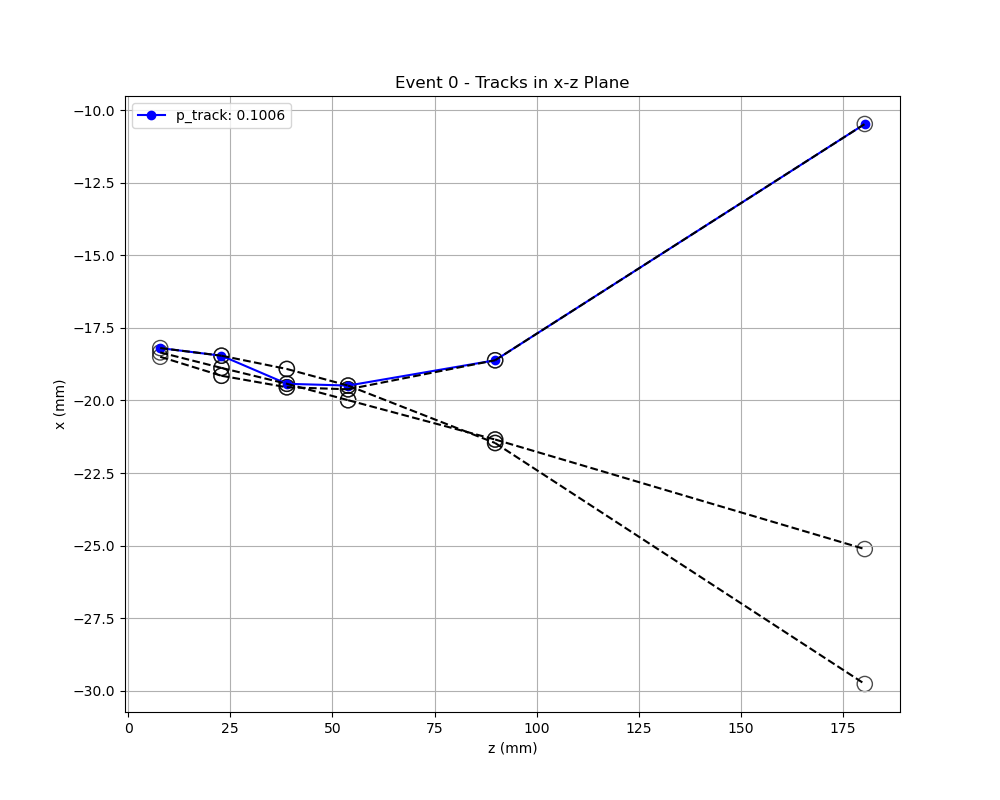 Event 0 - Tracks in x-z Plane
p_track: 0.1006
−10.0
−12.5
−15.0
−17.5
−20.0
−22.5
−25.0
−27.5
−30.0
x (mm)
0 25 50 75 100 125 150 175
z (mm)